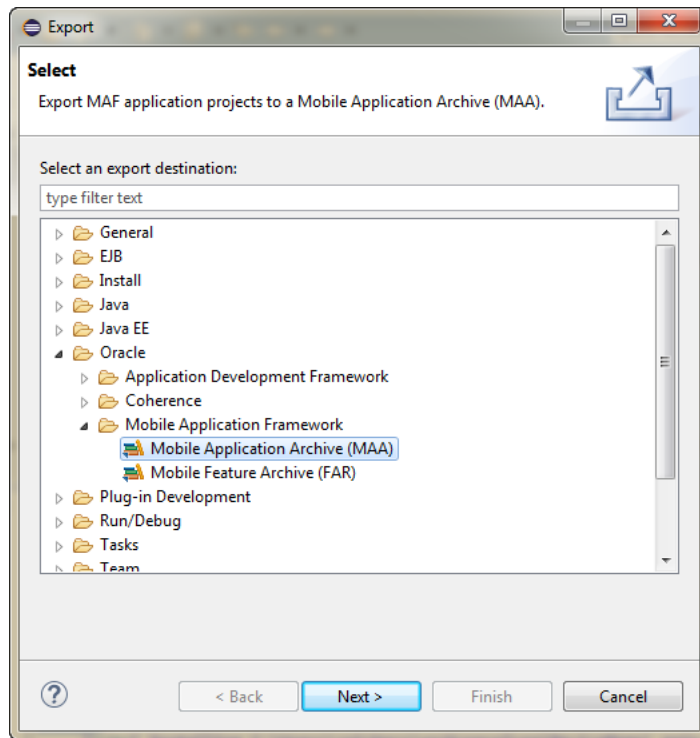 Export
Select
Export MAF application projects to a Mobile Application Archive (MAA).
Select an export destination:
type filter text
General
EJB
Install
Java
Java EE
Oracle
Application Development Framework
Coherence
Mobile Application Framework
Mobile Application Archive (MAA)
Mobile Feature Archive (FAR)
Plug-in Development
Run/Debug
Tasks
Team
? < Back Next > Finish Cancel